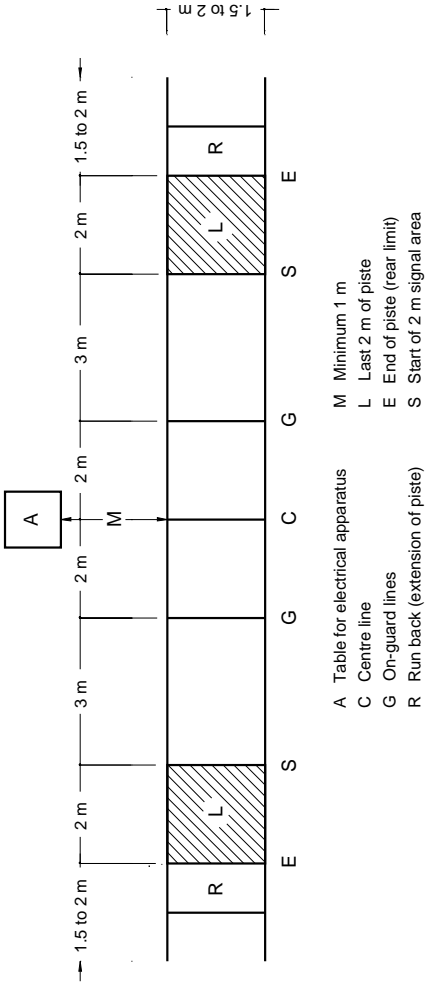 A
1.5 to 2 m
2 m
3 m
2 m
2 m
3 m
2 m
1.5 to 2 m
M
1.5 to 2 m
R
L
L
R
E
S
G
C
G
S
E
A Table for electrical apparatus
C Centre line
G On-guard lines
R Run back (extension of piste)
M Minimum 1 m
L Last 2 m of piste
E End of piste (rear limit)
S Start of 2 m signal area